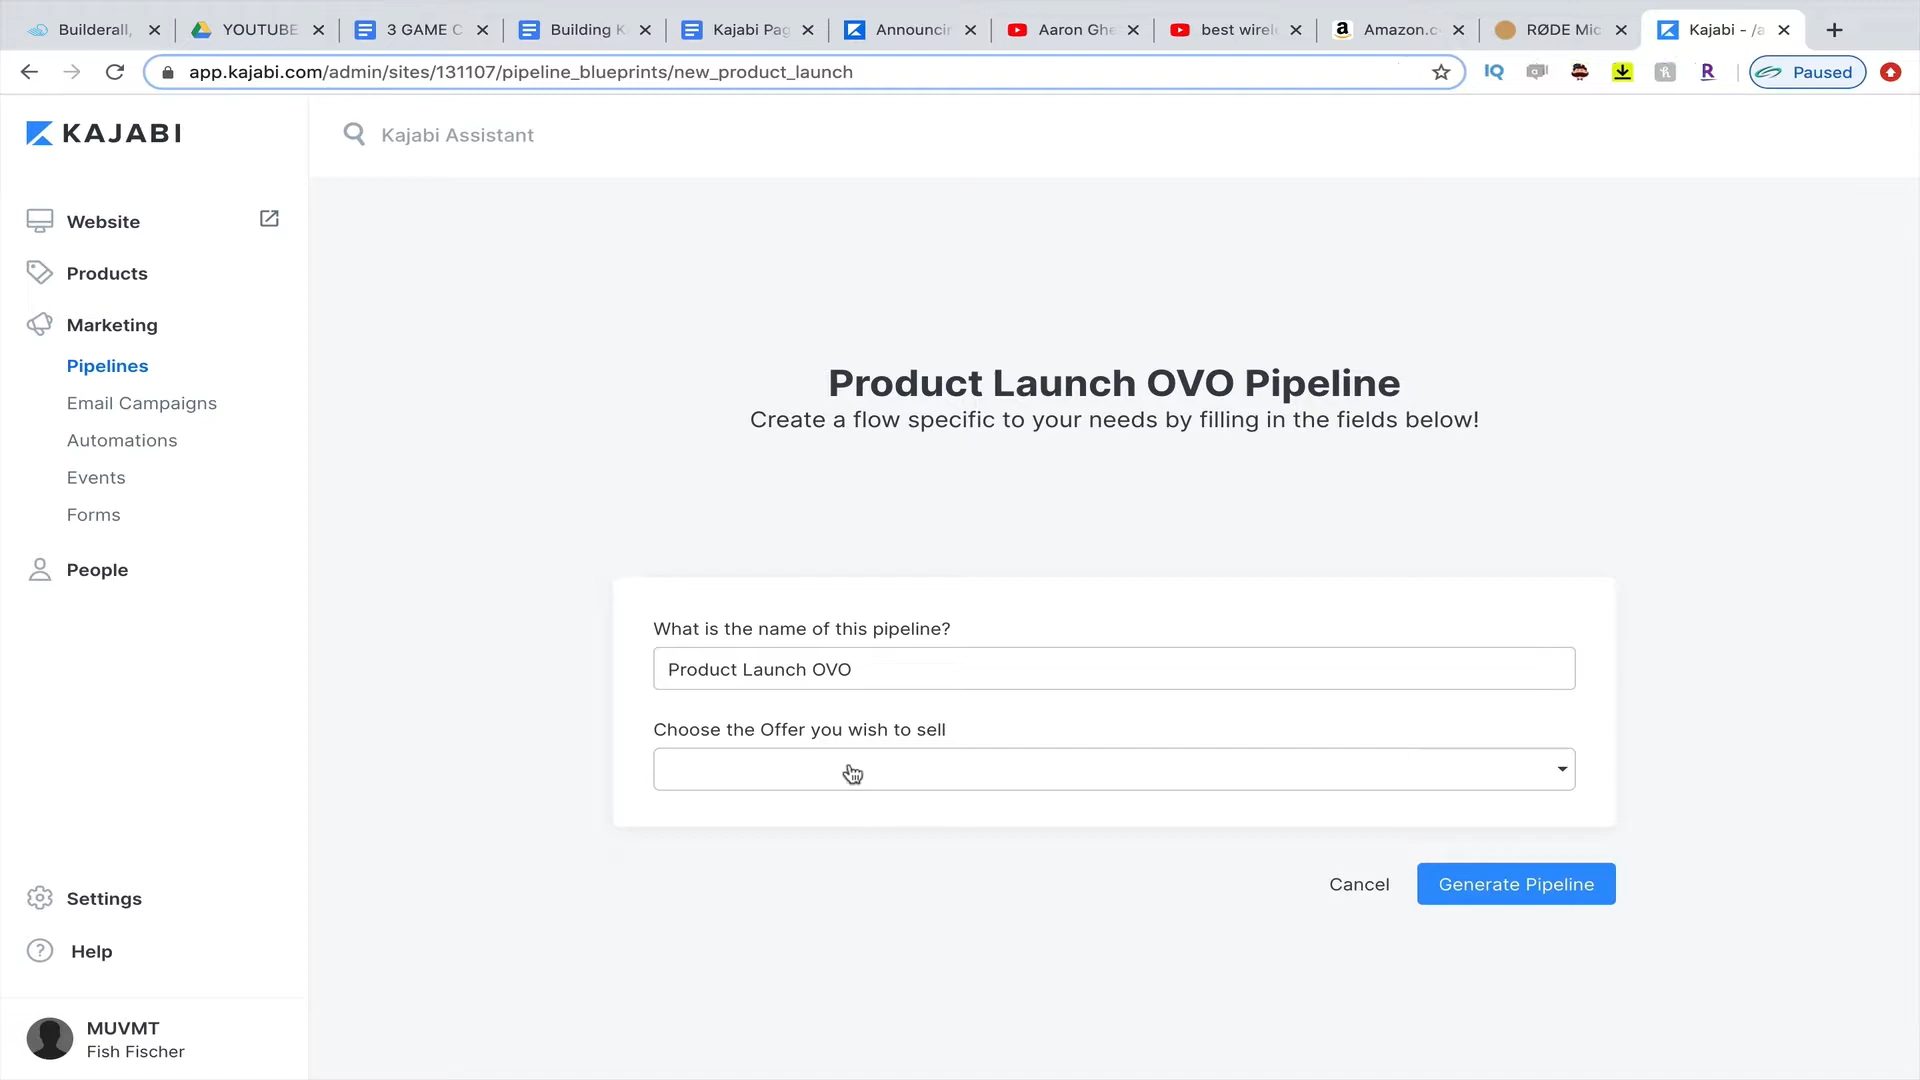 Builderall,
YOUTUBE
3 GAME C
Building K
Kajabi Pag
Announcin
Aaron Ghe
best wirel
Amazon.c
RØDE Mic
Kajabi - /a
app.kajabi.com/admin/sites/131107/pipeline_blueprints/new_product_launch
IQ
R
Paused
KAJABI
Kajabi Assistant
Website
Products
Marketing
Pipelines
Email Campaigns
Automations
Events
Forms
People
Product Launch OVO Pipeline
Create a flow specific to your needs by filling in the fields below!
What is the name of this pipeline?
Product Launch OVO
Choose the Offer you wish to sell
Cancel
Generate Pipeline
Settings
Help
MUVMT
Fish Fischer